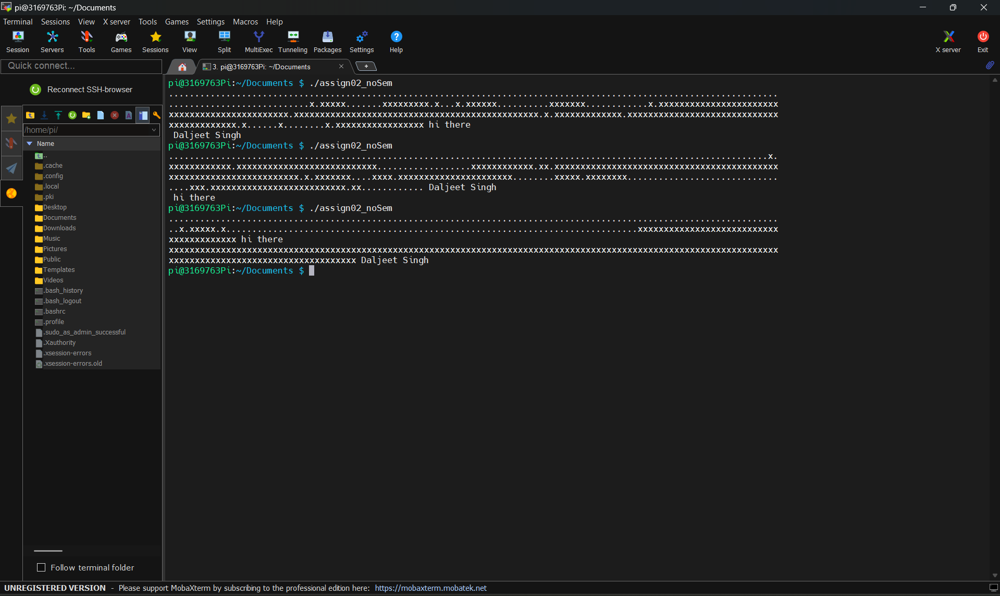 pi@3169763Pi: ~/Documents
Terminal Sessions View X server Tools Games Settings Macros Help
Session Servers Tools Games Sessions View Split MultiExec Tunneling Packages Settings Help X server Exit
Quick connect...
3. pi@3169763Pi: ~/Documents
Reconnect SSH-browser
/home/pi/
Name
..
.cache
.config
.local
.pki
Desktop
Documents
Downloads
Music
Pictures
Public
Templates
Videos
.bash_history
.bash_logout
.bashrc
.profile
.sudo_as_admin_successful
.Xauthority
.xsession-errors
.xsession-errors.old
Follow terminal folder
pi@3169763Pi:~/Documents $ ./assign02_noSem
.....................................................................................................................
...........................x.xxxxx.......xxxxxxxxx.x...x.xxxxxx..........xxxxxxx............x.xxxxxxxxxxxxxxxxxxxxxxx
xxxxxxxxxxxxxxxxxxxxxxx.xxxxxxxxxxxxxxxxxxxxxxxxxxxxxxxxxxxxxxxxxxxxxxx.x.xxxxxxxxxxxxx.xxxxxxxxxxxxxxxxxxxxxxxxxxxxx
xxxxxxxxxxxxx.x......x........x.xxxxxxxxxxxxxxxxx hi there
Daljeet Singh
pi@3169763Pi:~/Documents $ ./assign02_noSem
...................................................................................................................x.
xxxxxxxxxxxx.xxxxxxxxxxxxxxxxxxxxxxxxxxx..................xxxxxxxxxxxx.xx.xxxxxxxxxxxxxxxxxxxxxxxxxxxxxxxxxxxxxxxxxxx
xxxxxxxxxxxxxxxxxxxxxxxxx.x.xxxxxxx....xxxx.xxxxxxxxxxxxxxxxxxxxxx........xxxxx.xxxxxxxx.............................
....xxx.xxxxxxxxxxxxxxxxxxxxxxxxxx.xx............ Daljeet Singh
hi there
pi@3169763Pi:~/Documents $ ./assign02_noSem
.....................................................................................................................
..x.xxxxx.x...............................................................................xxxxxxxxxxxxxxxxxxxxxxxxxxx
xxxxxxxxxxxxx hi there
xxxxxxxxxxxxxxxxxxxxxxxxxxxxxxxxxxxxxxxxxxxxxxxxxxxxxxxxxxxxxxxxxxxxxxxxxxxxxxxxxxxxxxxxxxxxxxxxxxxxxxxxxxxxxxxxxxxxx
xxxxxxxxxxxxxxxxxxxxxxxxxxxxxxxxxxxx Daljeet Singh
pi@3169763Pi:~/Documents $
UNREGISTERED VERSION - Please support MobaXterm by subscribing to the professional edition here: https://mobaxterm.mobatek.net